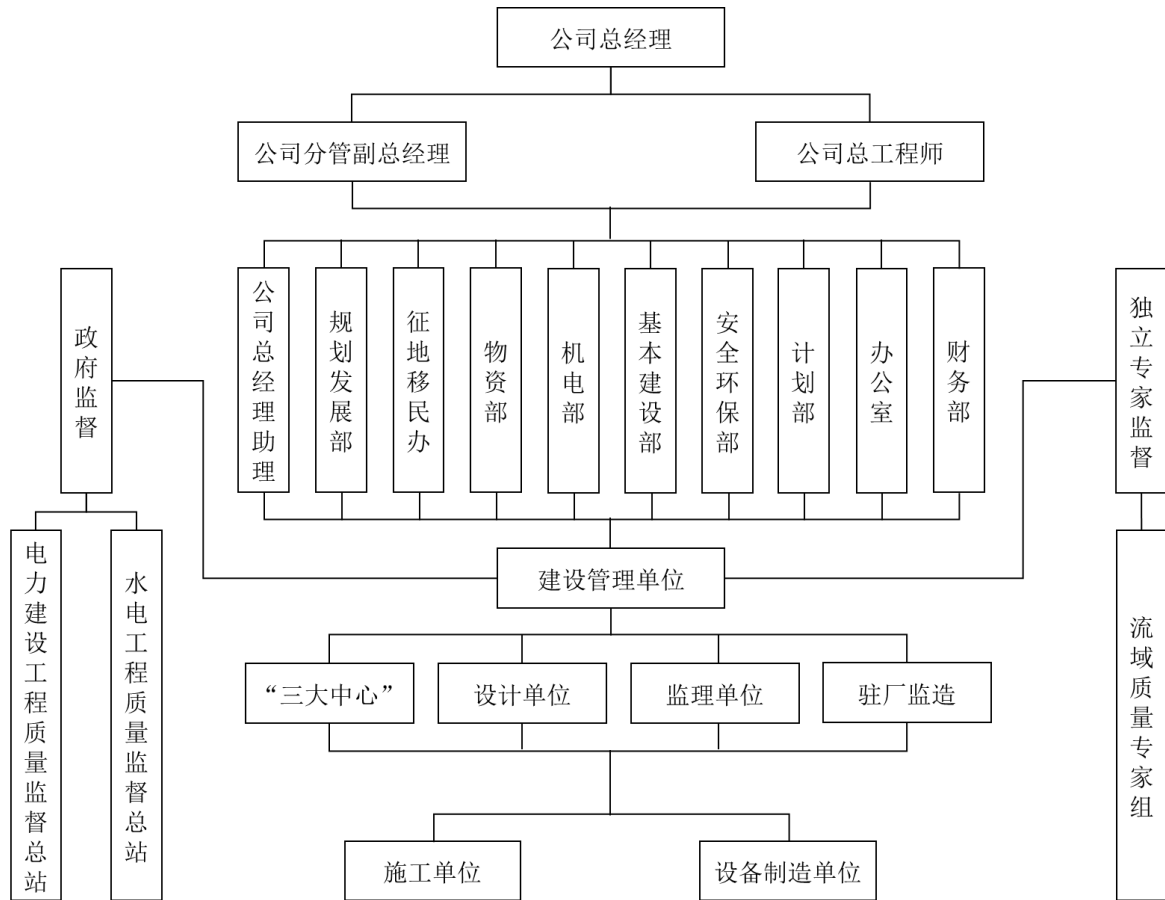 公司总经理
公司分管副总经理
公司总工程师
政府监督
公司总经理助理
规划发展部
征地移民办
物资部
机电部
基本建设部
安全环保部
计划部
办公室
财务部
独立专家监督
电力建设工程质量监督总站
水电工程质量监督总站
建设管理单位
流域质量专家组
“三大中心”
设计单位
监理单位
驻厂监造
施工单位
设备制造单位